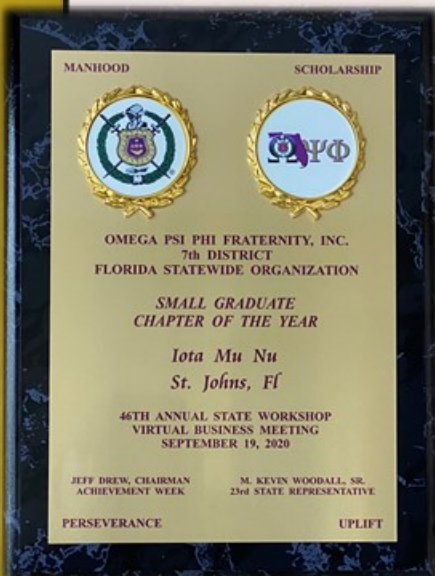 MANHOOD
SCHOLARSHIP
ΩΨΦ
OMEGA PSI PHI FRATERNITY, INC.
7th DISTRICT
FLORIDA STATEWIDE ORGANIZATION
SMALL GRADUATE
CHAPTER OF THE YEAR
Iota Mu Nu
St. Johns, Fl
46TH ANNUAL STATE WORKSHOP
VIRTUAL BUSINESS MEETING
SEPTEMBER 19, 2020
JEFF DREW, CHAIRMAN
ACHIEVEMENT WEEK
M. KEVIN WOODALL, SR.
23rd STATE REPRESENTATIVE
PERSEVERANCE
UPLIFT